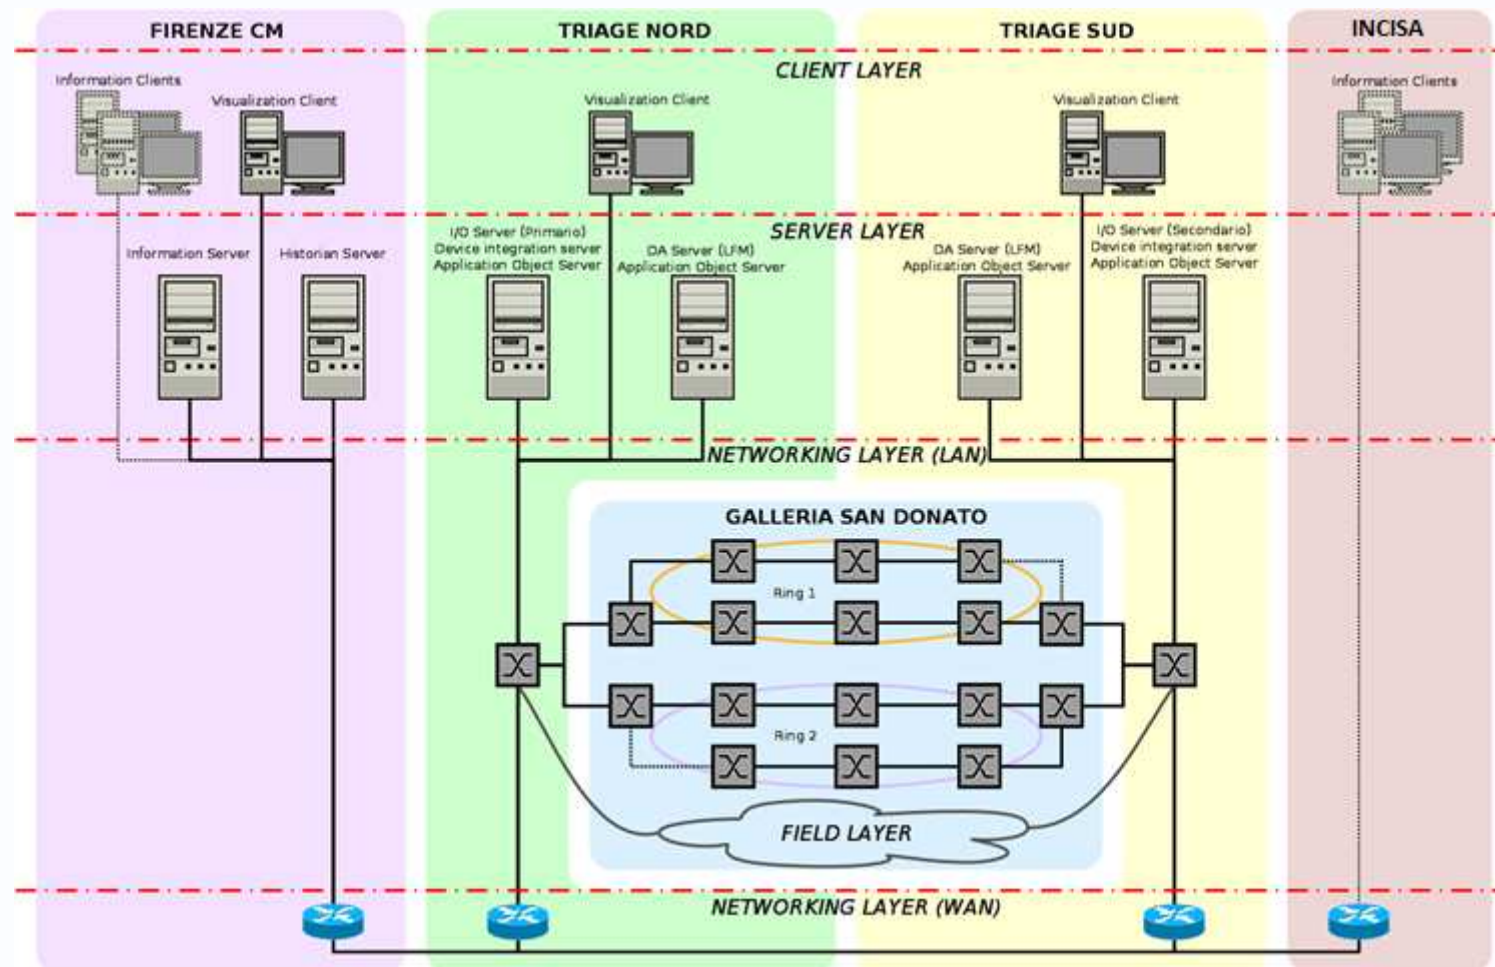 FIRENZE CM
TRIAGE NORD
TRIAGE SUD
INCISA
CLIENT LAYER
Information Clients
Visualization Client
Visualization Client
Visualization Client
Information Clients
SERVER LAYER
Information Server
Historian Server
I/O Server (Primario)
Device integration server
Application Object Server
DA Server (LFM)
Application Object Server
DA Server (LFM)
Application Object Server
I/O Server (Secondario)
Device integration server
Application Object Server
NETWORKING LAYER (LAN)
GALLERIA SAN DONATO
Ring 1
Ring 2
FIELD LAYER
NETWORKING LAYER (WAN)